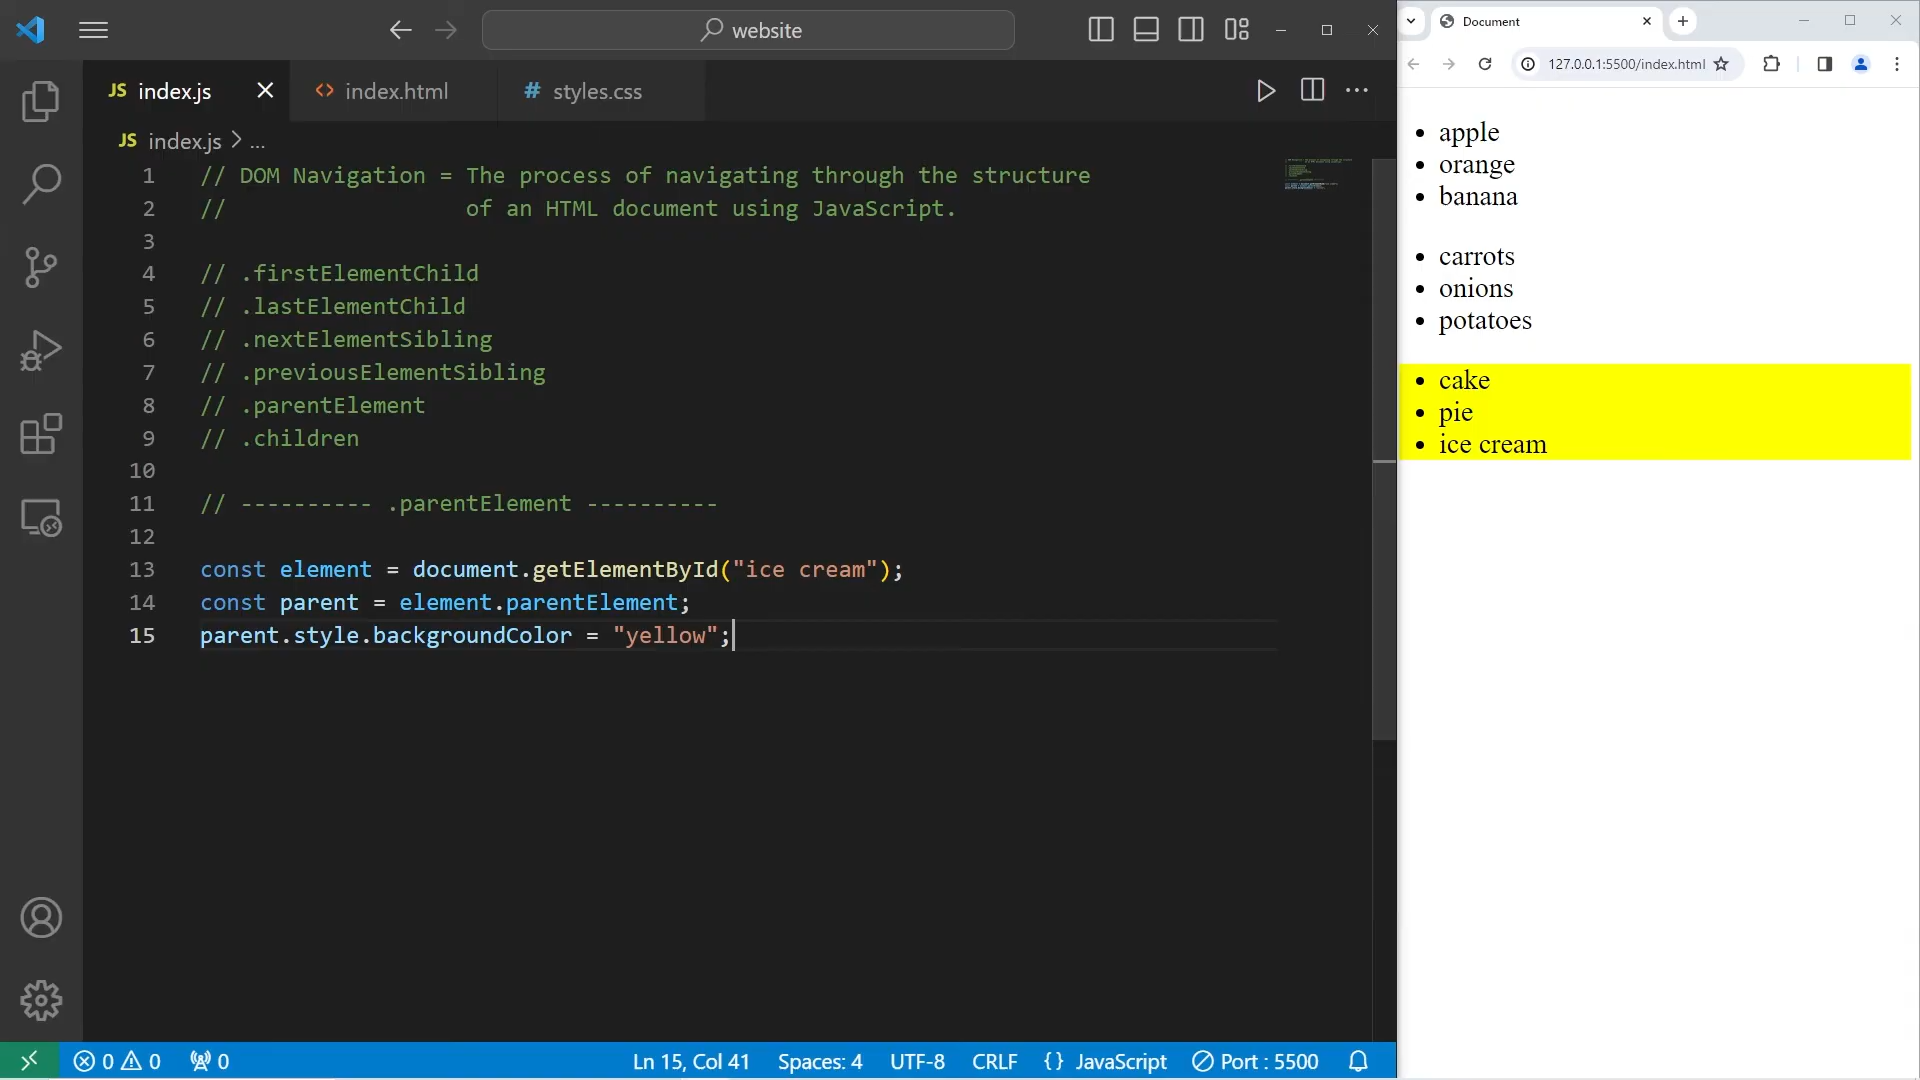 website
JS index.js
<> index.html
# styles.css
JS index.js > ...
1 // DOM Navigation = The process of navigating through the structure
2 //                  of an HTML document using JavaScript.
3
4 // .firstElementChild
5 // .lastElementChild
6 // .nextElementSibling
7 // .previousElementSibling
8 // .parentElement
9 // .children
10
11 // ---------- .parentElement ----------
12
13 const element = document.getElementById("ice cream");
14 const parent = element.parentElement;
15 parent.style.backgroundColor = "yellow";
0 0 0
Ln 15, Col 41 Spaces: 4 UTF-8 CRLF {} JavaScript Port : 5500
Document
127.0.0.1:5500/index.html
• apple
• orange
• banana
• carrots
• onions
• potatoes
• cake
• pie
• ice cream